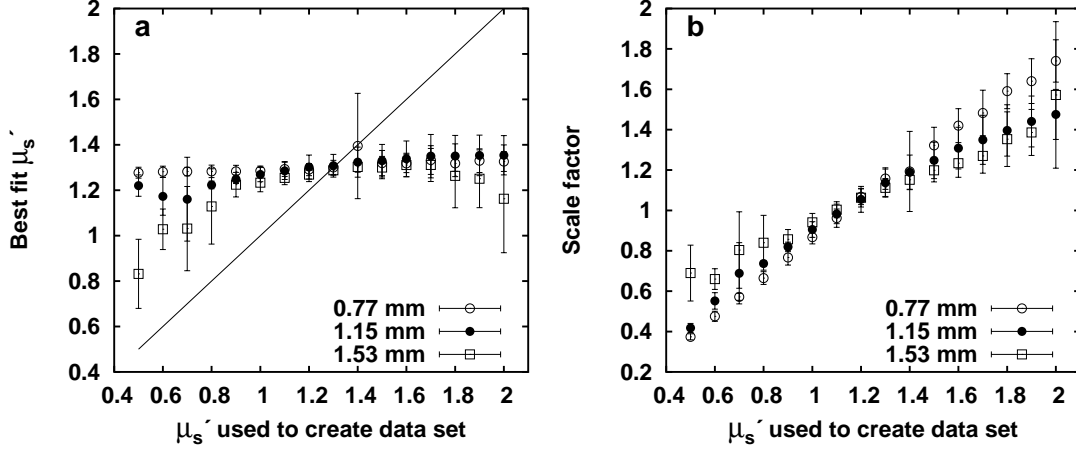 a
2
1.8
1.6
1.4
1.2
1
0.8
0.6
0.4
Best fit μs´
0.77 mm
1.15 mm
1.53 mm
0.4 0.6 0.8 1 1.2 1.4 1.6 1.8 2
μs´ used to create data set
b
2
1.8
1.6
1.4
1.2
1
0.8
0.6
0.4
0.2
Scale factor
0.77 mm
1.15 mm
1.53 mm
0.4 0.6 0.8 1 1.2 1.4 1.6 1.8 2
μs´ used to create data set